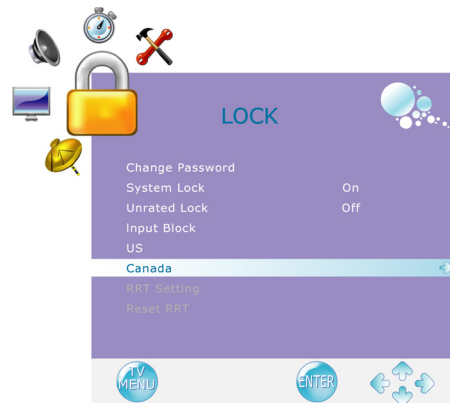 LOCK
Change Password
System Lock On
Unrated Lock Off
Input Block
US
Canada
RRT Setting
Reset RRT
TV MENU
ENTER